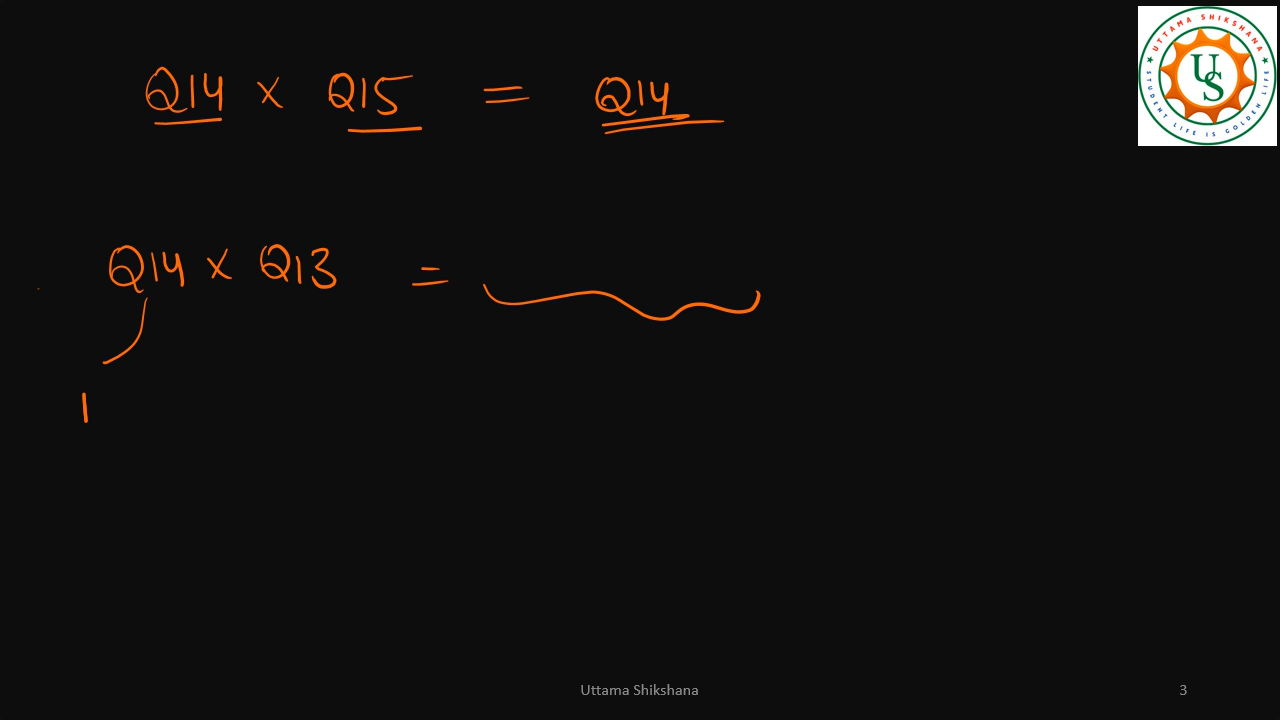 Q14 x Q15 = Q14
Q14 x Q13 =
1
UTTAMA SHIKSHANA
US
STUDENT LIFE IS GOLDEN LIFE
Uttama Shikshana
3